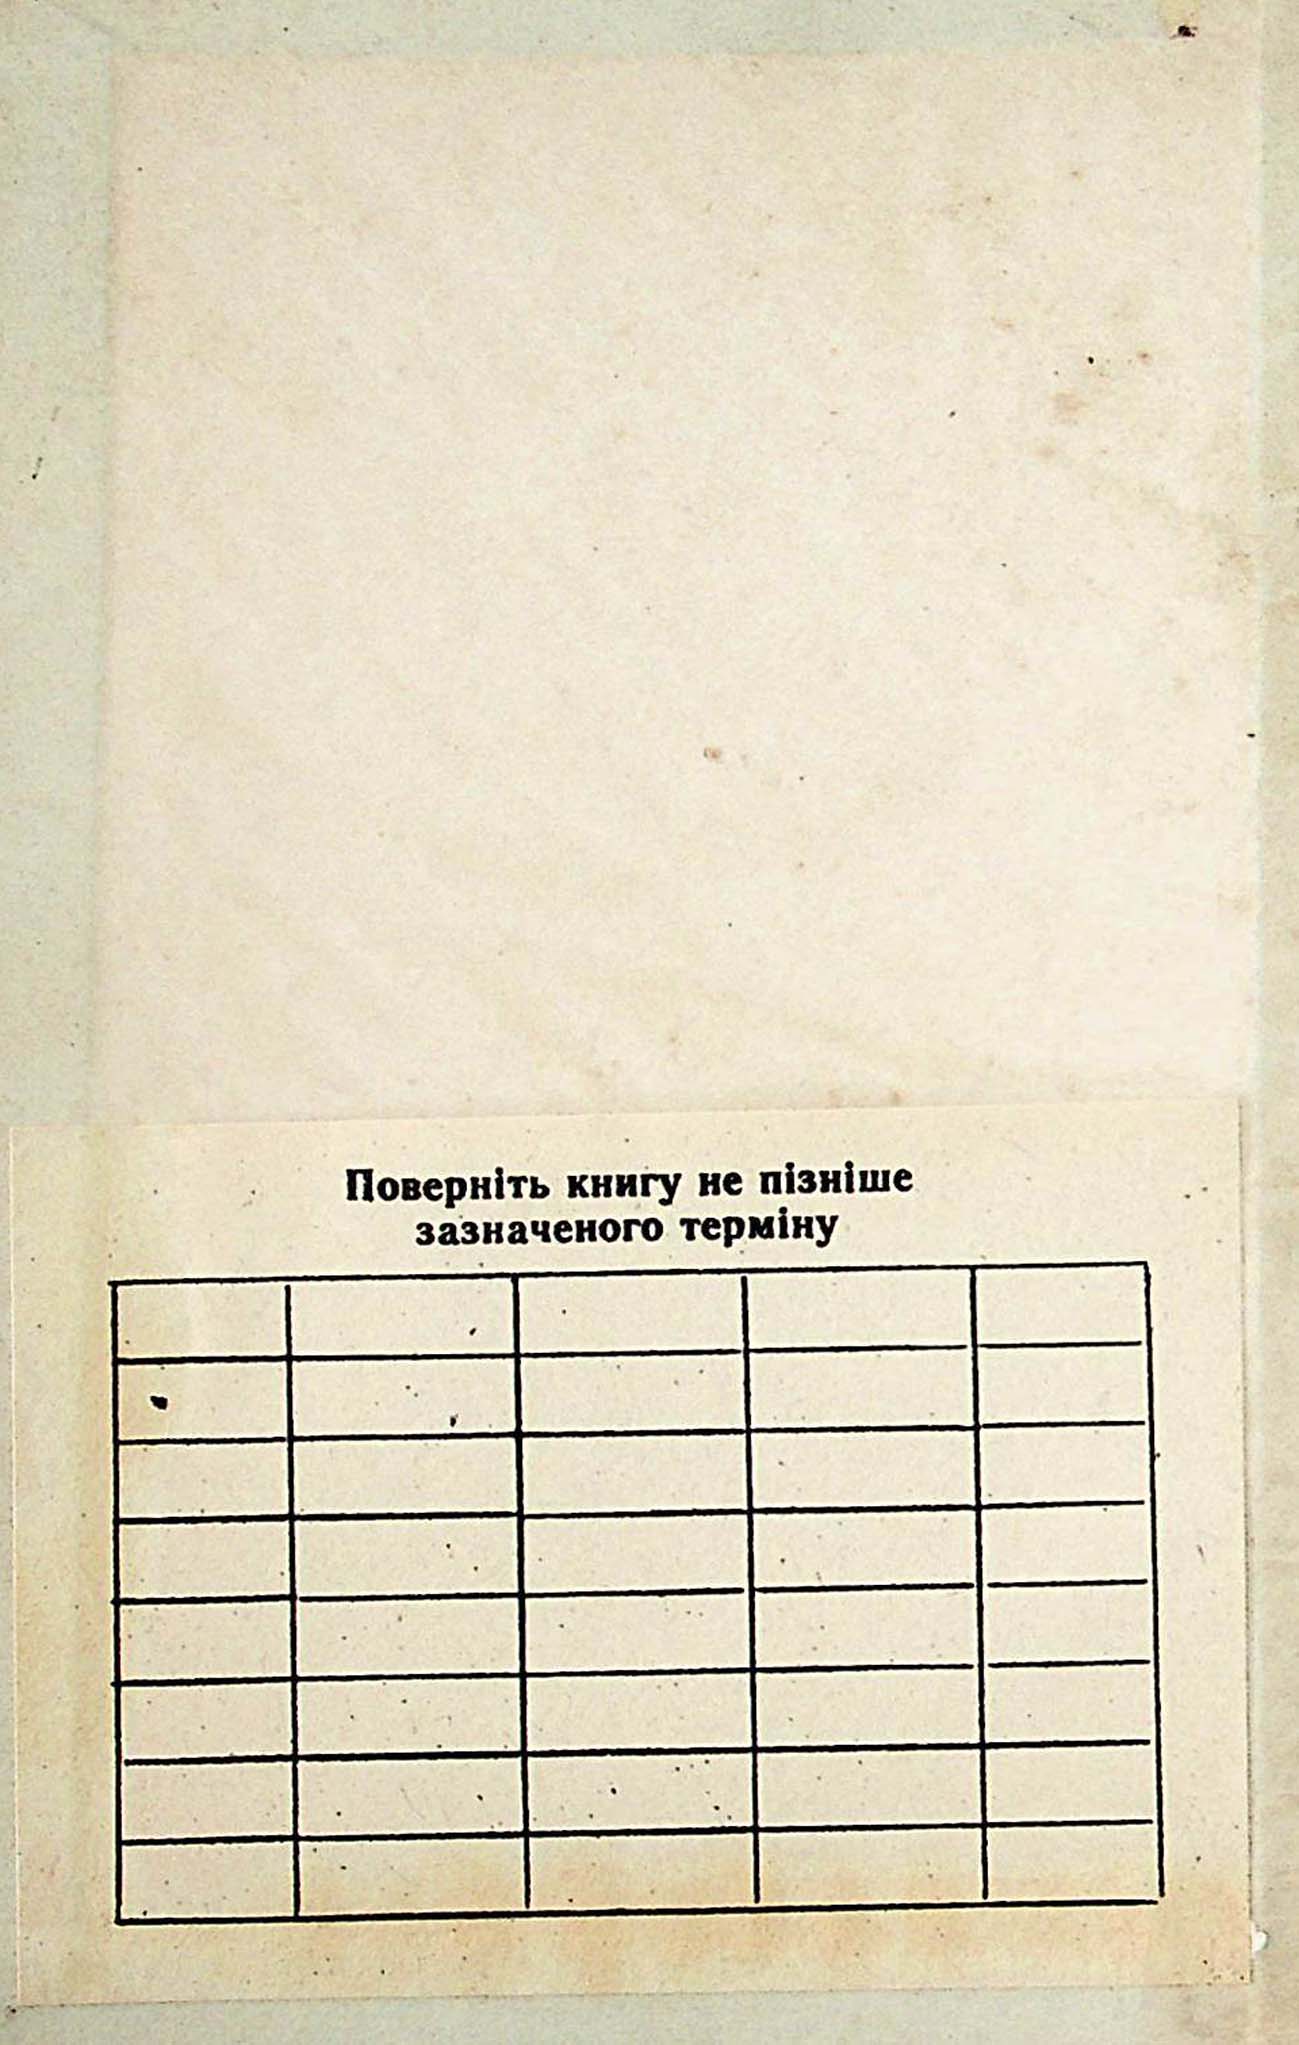 Поверніть книгу не пізніше
зазначеного терміну